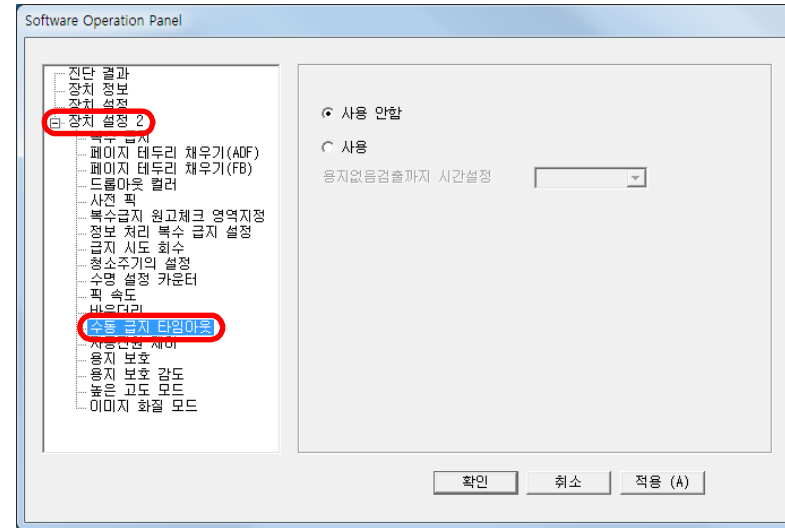 Software Operation Panel
진단 결과
장치 정보
장치 설정
장치 설정 2
복수 급지
페이지 테두리 채우기(ADF)
페이지 테두리 채우기(FB)
드롭아웃 컬러
사전 픽
복수급지 원고체크 영역지정
정보 처리 복수 급지 설정
급지 시도 회수
청소주기의 설정
수명 설정 카운터
픽 속도
바운더리
수동 급지 타임아웃
자동전원 제어
용지 보호
용지 보호 감도
높은 고도 모드
이미지 화질 모드
사용 안함
사용
용지없음검출까지 시간설정
확인 취소 적용 (A)